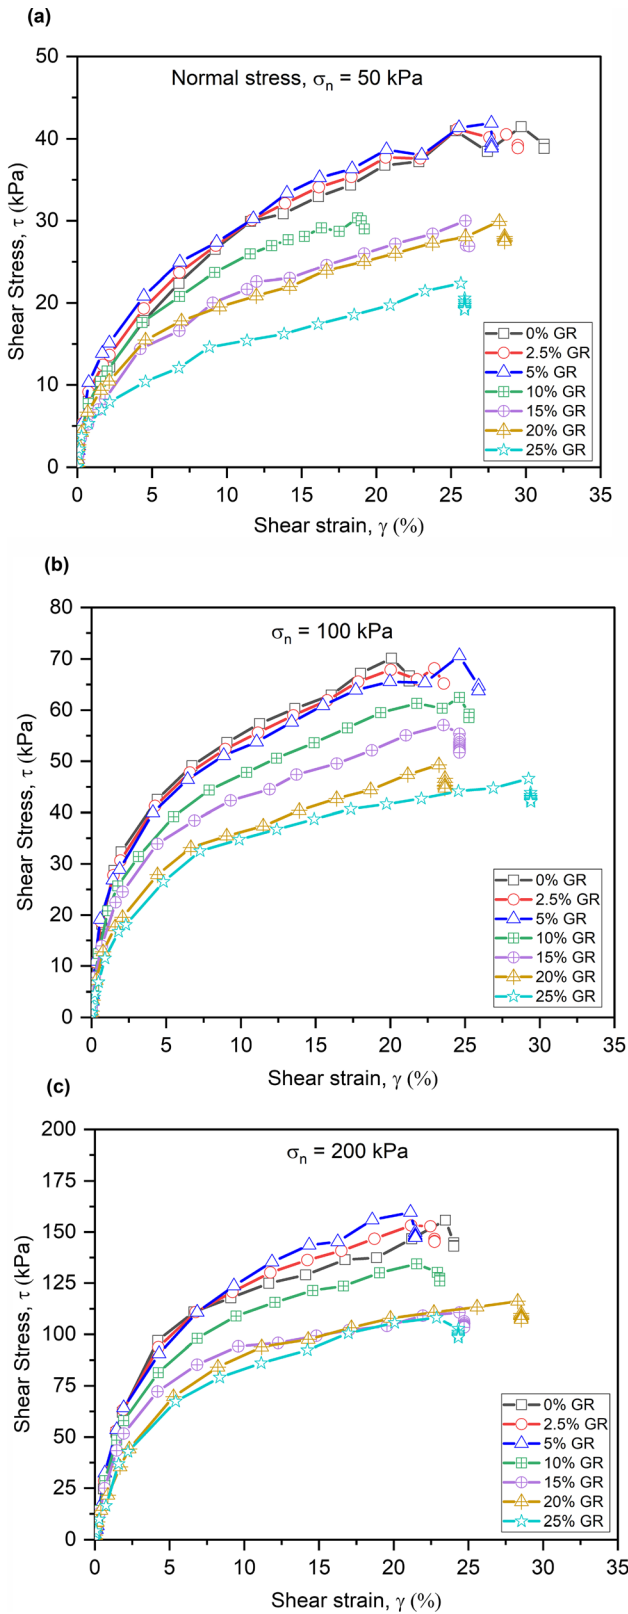 (a)
50
Normal stress, σn = 50 kPa
40
30
20
10
0
Shear Stress, τ (kPa)
0% GR
2.5% GR
5% GR
10% GR
15% GR
20% GR
25% GR
0 5 10 15 20 25 30 35
Shear strain, γ (%)
(b)
80
σn = 100 kPa
70
60
50
40
30
20
10
0
Shear Stress, τ (kPa)
0% GR
2.5% GR
5% GR
10% GR
15% GR
20% GR
25% GR
0 5 10 15 20 25 30 35
Shear strain, γ (%)
(c)
200
σn = 200 kPa
175
150
125
100
75
50
25
0
Shear Stress, τ (kPa)
0% GR
2.5% GR
5% GR
10% GR
15% GR
20% GR
25% GR
0 5 10 15 20 25 30 35
Shear strain, γ (%)